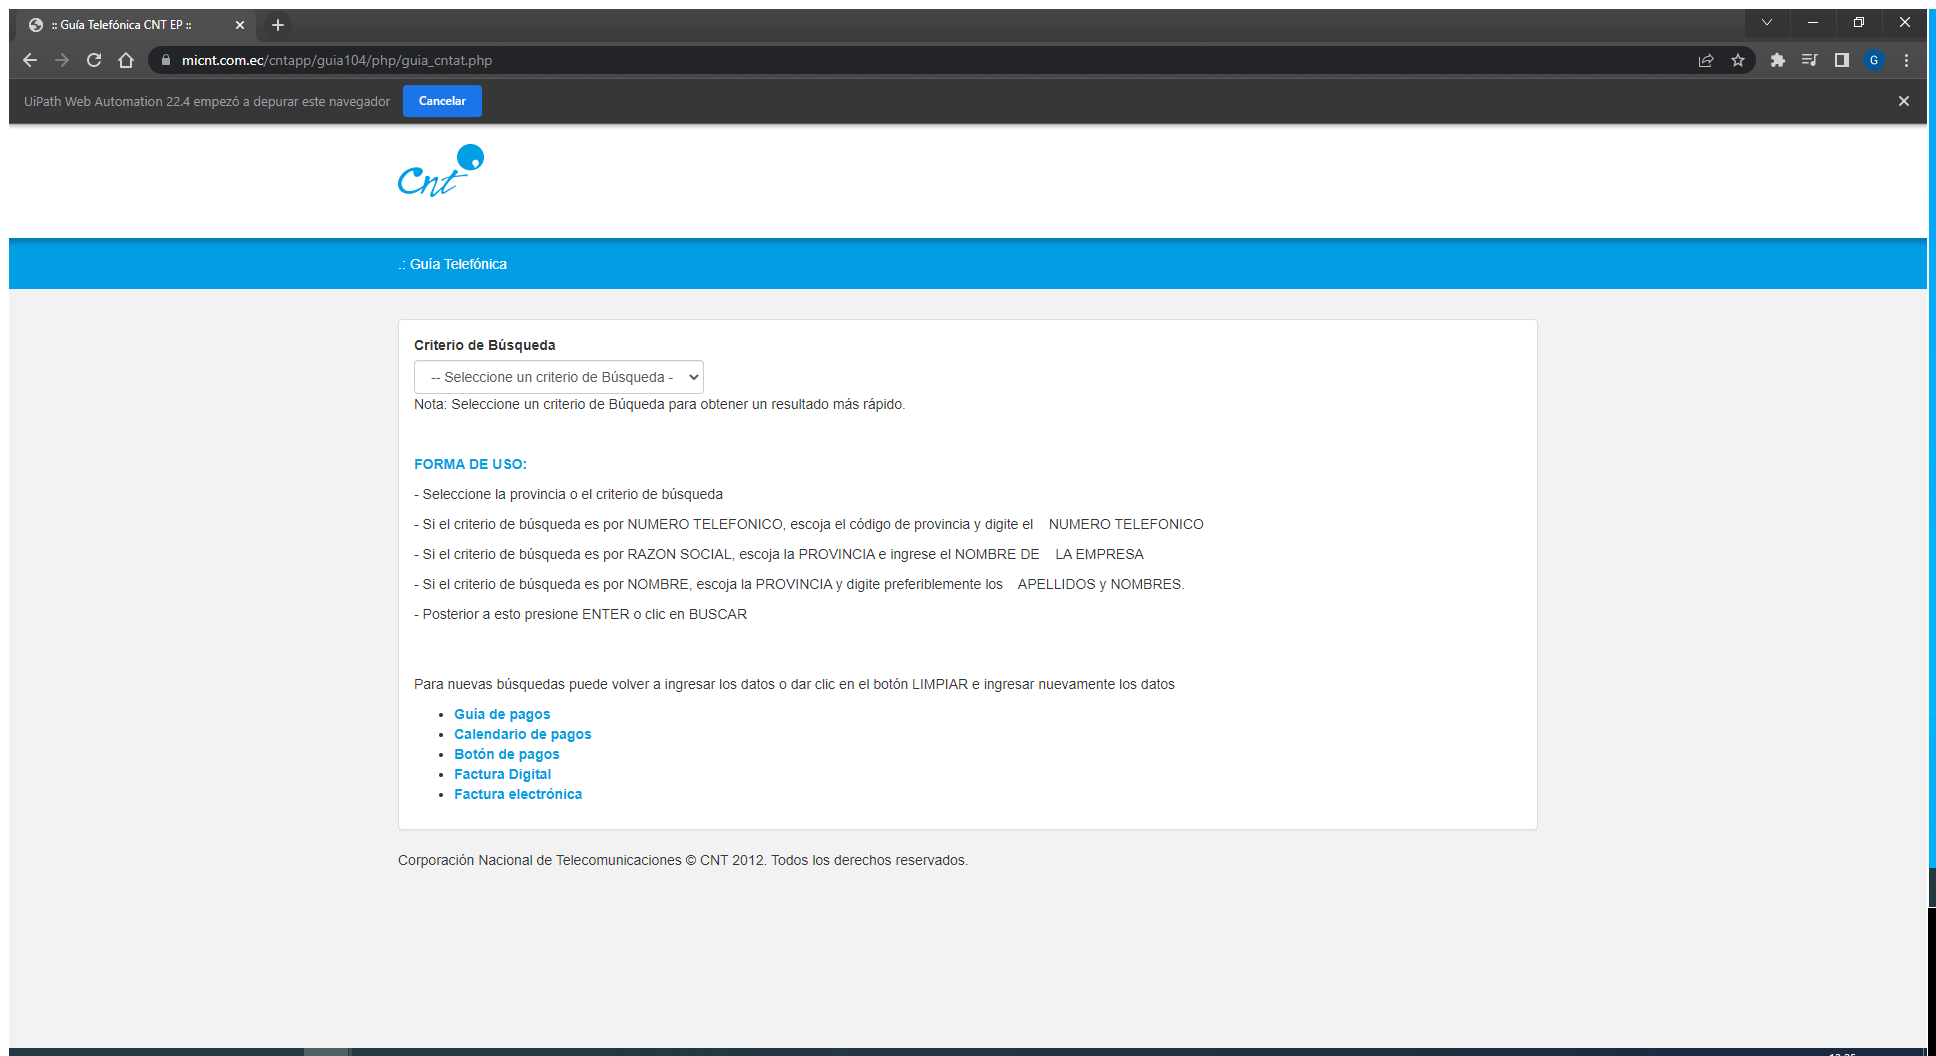 :: Guía Telefónica CNT EP ::
micnt.com.ec/cntapp/guia104/php/guia_cntat.php
G
UiPath Web Automation 22.4 empezó a depurar este navegador Cancelar
Cnt
.: Guía Telefónica
Criterio de Búsqueda
-- Seleccione un criterio de Búsqueda -
Nota: Seleccione un criterio de Búqueda para obtener un resultado más rápido.
FORMA DE USO:
- Seleccione la provincia o el criterio de búsqueda
- Si el criterio de búsqueda es por NUMERO TELEFONICO, escoja el código de provincia y digite el NUMERO TELEFONICO
- Si el criterio de búsqueda es por RAZON SOCIAL, escoja la PROVINCIA e ingrese el NOMBRE DE LA EMPRESA
- Si el criterio de búsqueda es por NOMBRE, escoja la PROVINCIA y digite preferiblemente los APELLIDOS y NOMBRES.
- Posterior a esto presione ENTER o clic en BUSCAR
Para nuevas búsquedas puede volver a ingresar los datos o dar clic en el botón LIMPIAR e ingresar nuevamente los datos
• Guía de pagos
• Calendario de pagos
• Botón de pagos
• Factura Digital
• Factura electrónica
Corporación Nacional de Telecomunicaciones © CNT 2012. Todos los derechos reservados.